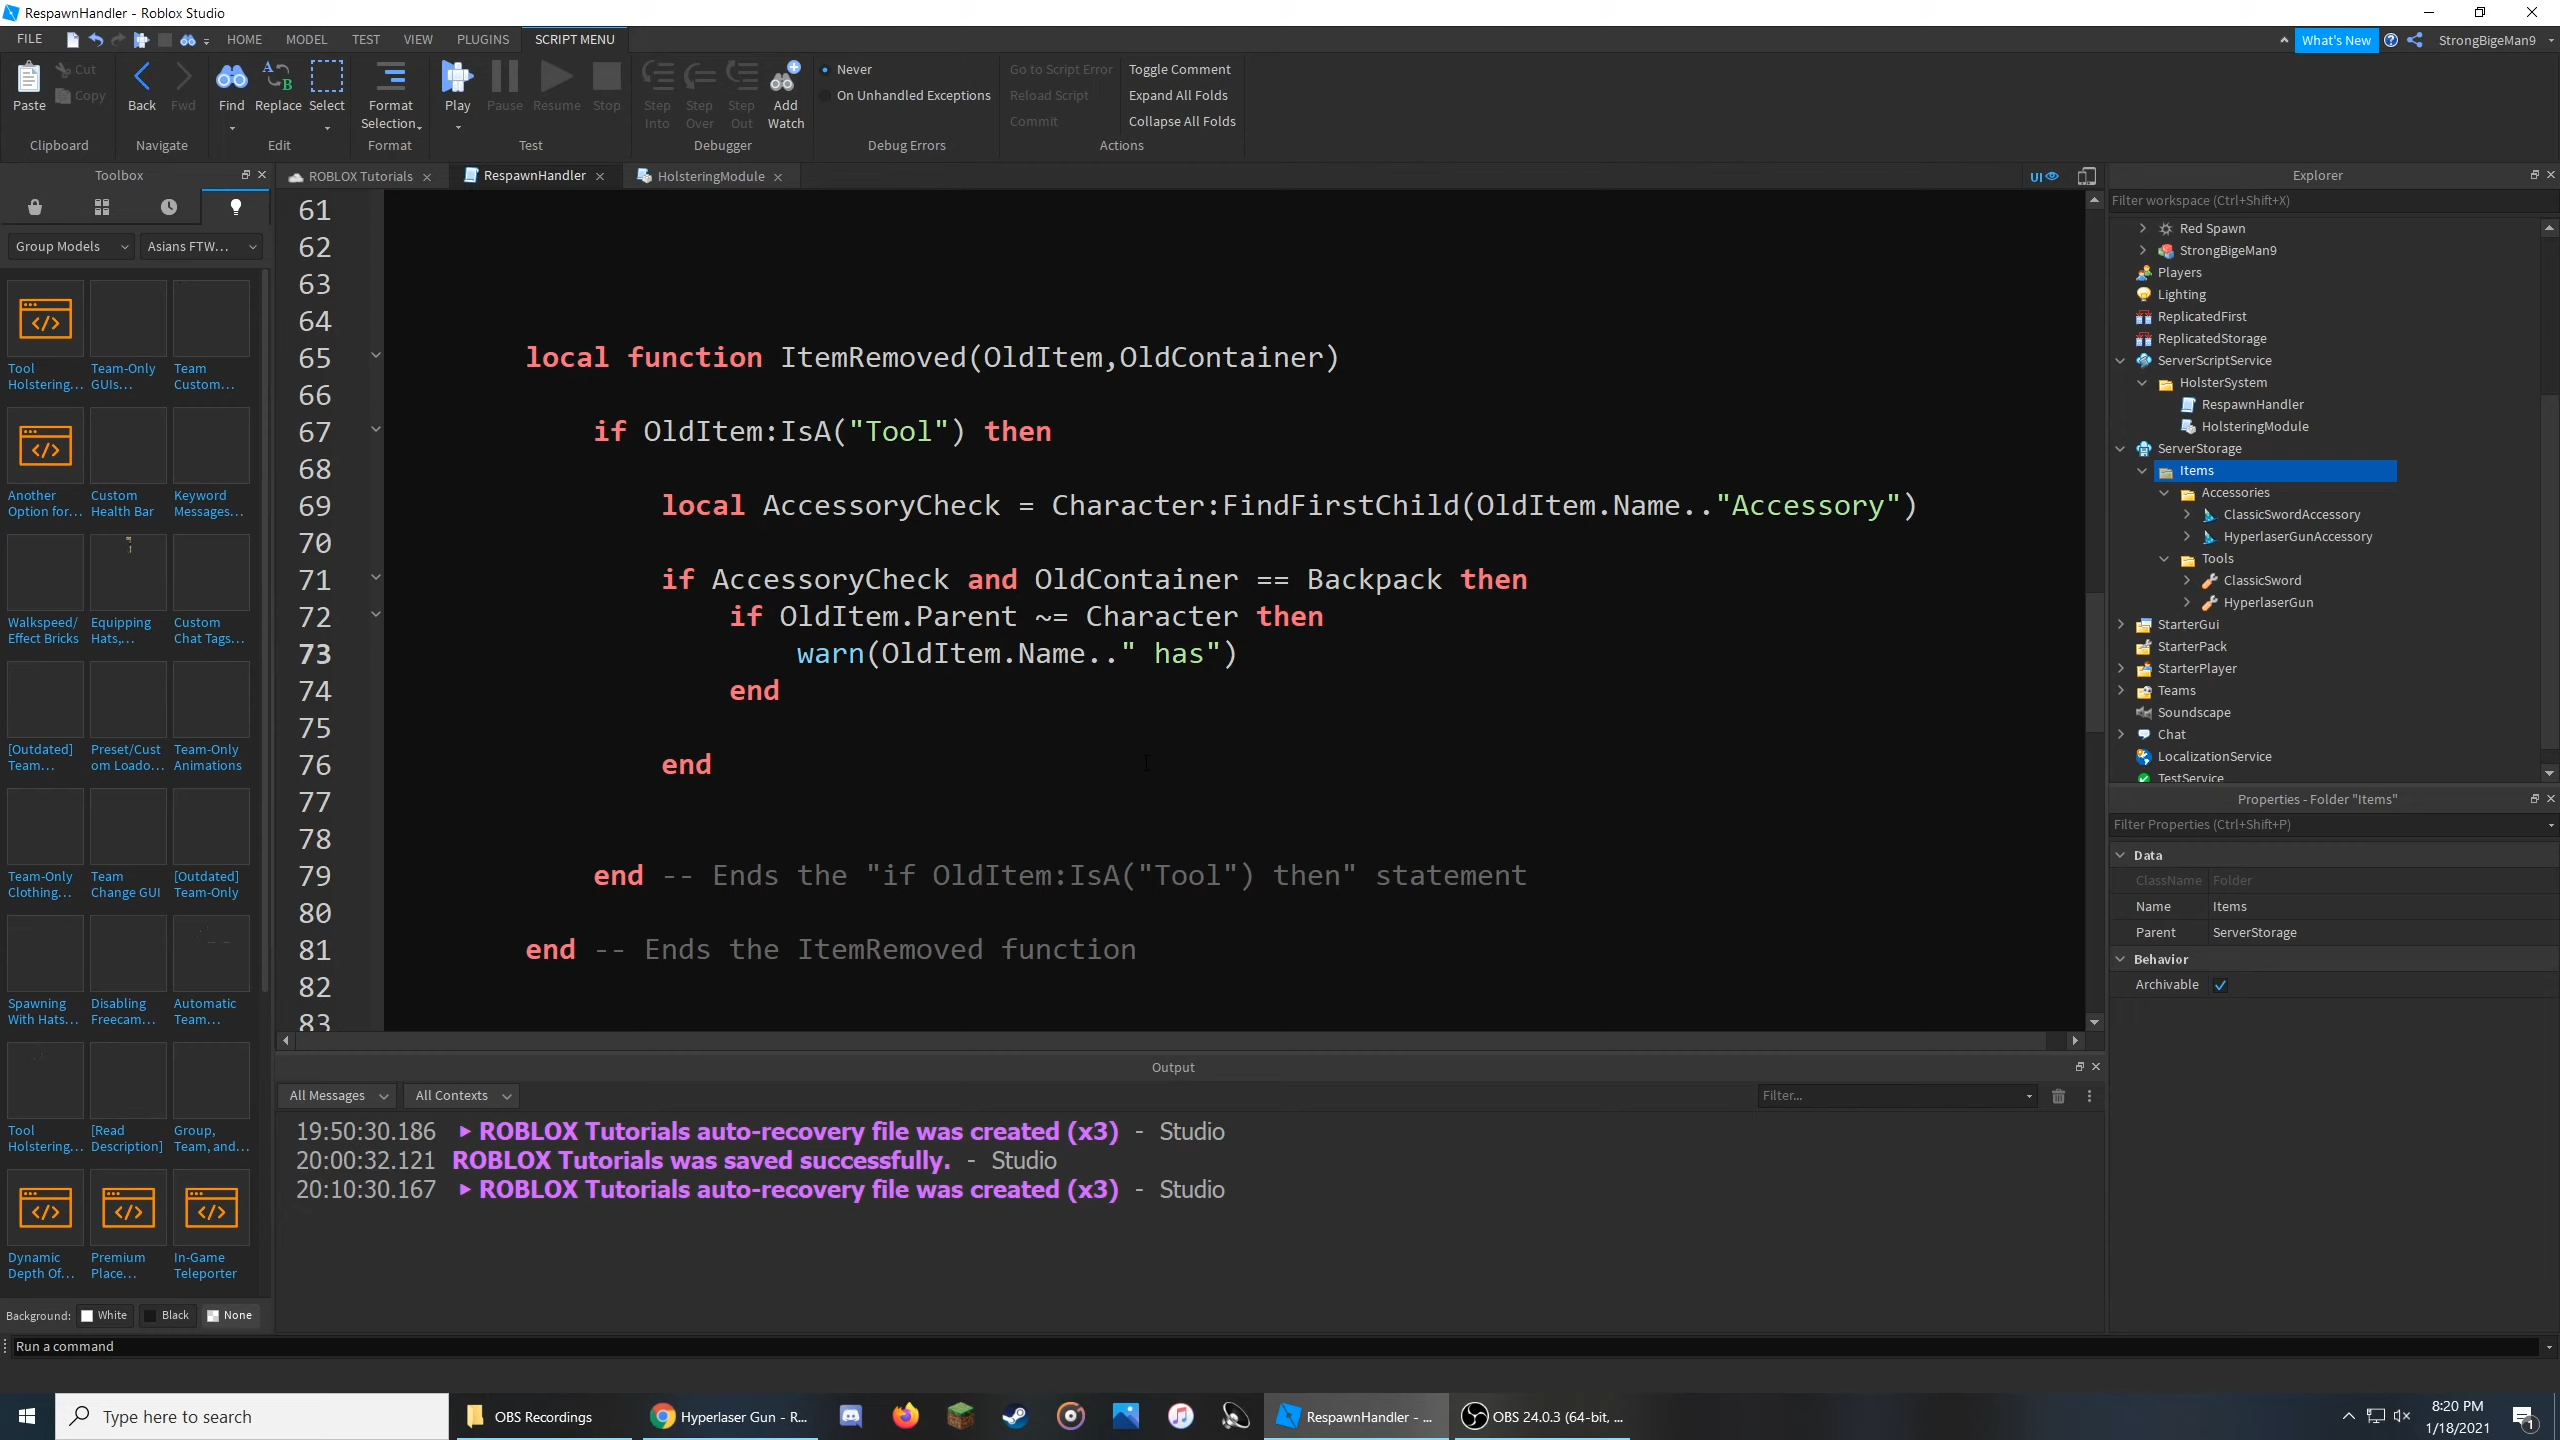 RespawnHandler - Roblox Studio
FILE HOME MODEL TEST VIEW PLUGINS SCRIPT MENU What's New StrongBigeMan9
Paste Cut Copy Back Fwd Find Replace Select Format Selection Play Pause Resume Stop Step Into Step Over Step Out Add Watch
Never
On Unhandled Exceptions
Go to Script Error Toggle Comment
Reload Script Expand All Folds
Commit Collapse All Folds
Clipboard Navigate Edit Format Test Debugger Debug Errors Actions
Toolbox
Group Models Asians FTW...
Tool Holstering... Team-Only GUIs... Team Custom...
Another Option for... Custom Health Bar Keyword Messages...
Walkspeed/ Effect Bricks Equipping Hats,... Custom Chat Tags...
[Outdated] Team... Preset/Cust om Loado... Team-Only Animations
Team-Only Clothing... Team Change GUI [Outdated] Team-Only
Spawning With Hats... Disabling Freecam... Automatic Team...
Tool Holstering... [Read Description] Group, Team, and...
Dynamic Depth Of... Premium Place... In-Game Teleporter
Background: White Black None
ROBLOX Tutorials RespawnHandler HolsteringModule UI
61
62
63
64
65 local function ItemRemoved(OldItem,OldContainer)
66
67 if OldItem:IsA("Tool") then
68
69 local AccessoryCheck = Character:FindFirstChild(OldItem.Name.."Accessory")
70
71 if AccessoryCheck and OldContainer == Backpack then
72 if OldItem.Parent ~= Character then
73 warn(OldItem.Name.." has")
74 end
75
76 end
77
78
79 end -- Ends the "if OldItem:IsA("Tool") then" statement
80
81 end -- Ends the ItemRemoved function
82
83
Output
All Messages All Contexts Filter...
19:50:30.186 ROBLOX Tutorials auto-recovery file was created (x3) - Studio
20:00:32.121 ROBLOX Tutorials was saved successfully. - Studio
20:10:30.167 ROBLOX Tutorials auto-recovery file was created (x3) - Studio
Explorer
Filter workspace (Ctrl+Shift+X)
Red Spawn
StrongBigeMan9
Players
Lighting
ReplicatedFirst
ReplicatedStorage
ServerScriptService
HolsterSystem
RespawnHandler
HolsteringModule
ServerStorage
Items
Accessories
ClassicSwordAccessory
HyperlaserGunAccessory
Tools
ClassicSword
HyperlaserGun
StarterGui
StarterPack
StarterPlayer
Teams
Soundscape
Chat
LocalizationService
TestService
Properties - Folder "Items"
Filter Properties (Ctrl+Shift+P)
Data
ClassName Folder
Name Items
Parent ServerStorage
Behavior
Archivable
Run a command
Type here to search OBS Recordings Hyperlaser Gun - R... RespawnHandler - ... OBS 24.0.3 (64-bit, ... 8:20 PM
1/18/2021
1